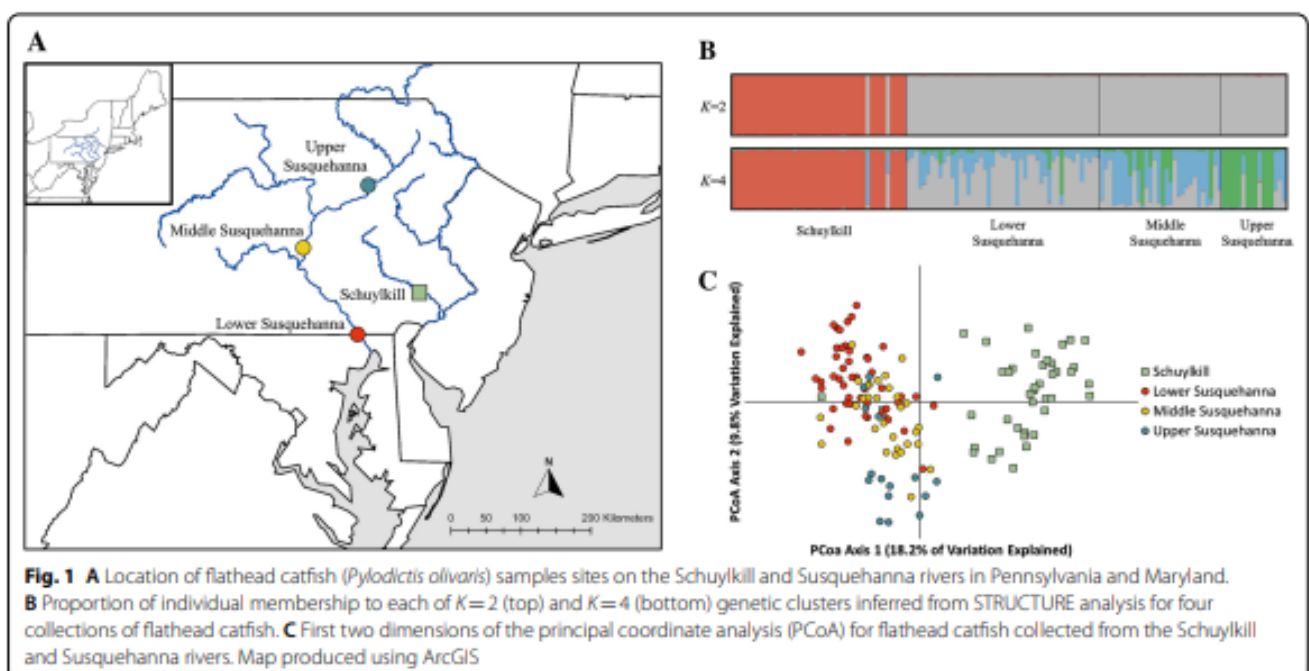 A
Upper
Susquehanna
Middle Susquehanna
Schuylkill
Lower Susquehanna
N
0 50 100 200 Kilometers
B
K=2
K=4
Schuylkill
Lower
Susquehanna
Middle
Susquehanna
Upper
Susquehanna
C
PCoA Axis 2 (9.8% Variation Explained)
Schuylkill
Lower Susquehanna
Middle Susquehanna
Upper Susquehanna
PCoa Axis 1 (18.2% of Variation Explained)
Fig. 1 A Location of flathead catfish (Pylodictis olivaris) samples sites on the Schuylkill and Susquehanna rivers in Pennsylvania and Maryland.
B Proportion of individual membership to each of K=2 (top) and K=4 (bottom) genetic clusters inferred from STRUCTURE analysis for four
collections of flathead catfish. C First two dimensions of the principal coordinate analysis (PCoA) for flathead catfish collected from the Schuylkill
and Susquehanna rivers. Map produced using ArcGIS